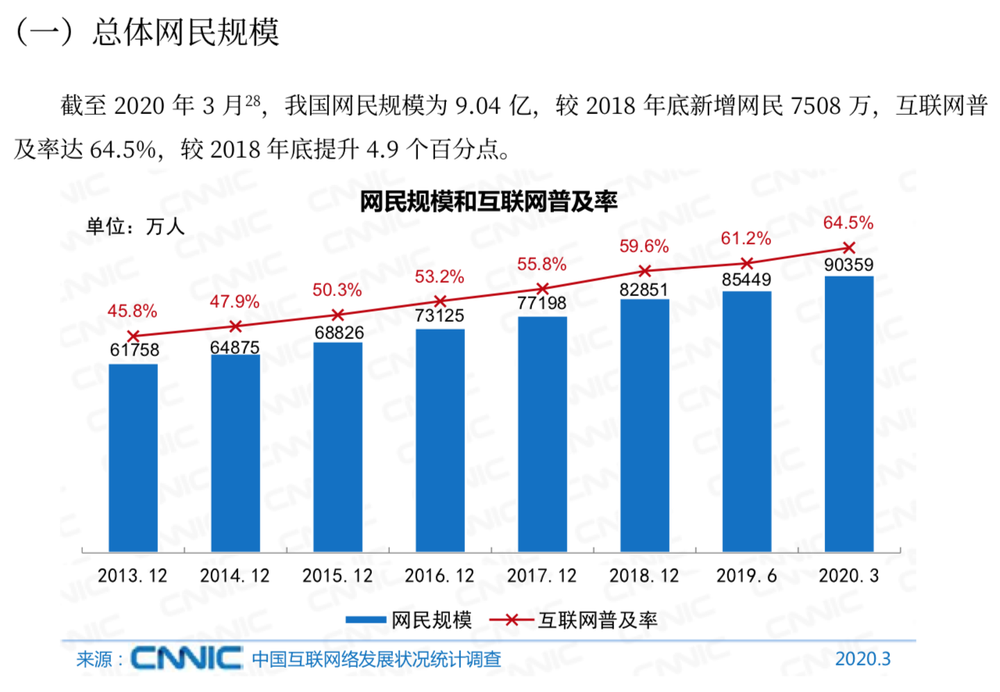 （一）总体网民规模
截至 2020 年 3 月28，我国网民规模为 9.04 亿，较 2018 年底新增网民 7508 万，互联网普
及率达 64.5%，较 2018 年底提升 4.9 个百分点。
网民规模和互联网普及率
单位：万人
45.8% 47.9% 50.3% 53.2% 55.8% 59.6% 61.2% 64.5%
61758 64875 68826 73125 77198 82851 85449 90359
2013.12 2014.12 2015.12 2016.12 2017.12 2018.12 2019.6 2020.3
网民规模 互联网普及率
来源：CNNIC 中国互联网络发展状况统计调查 2020.3